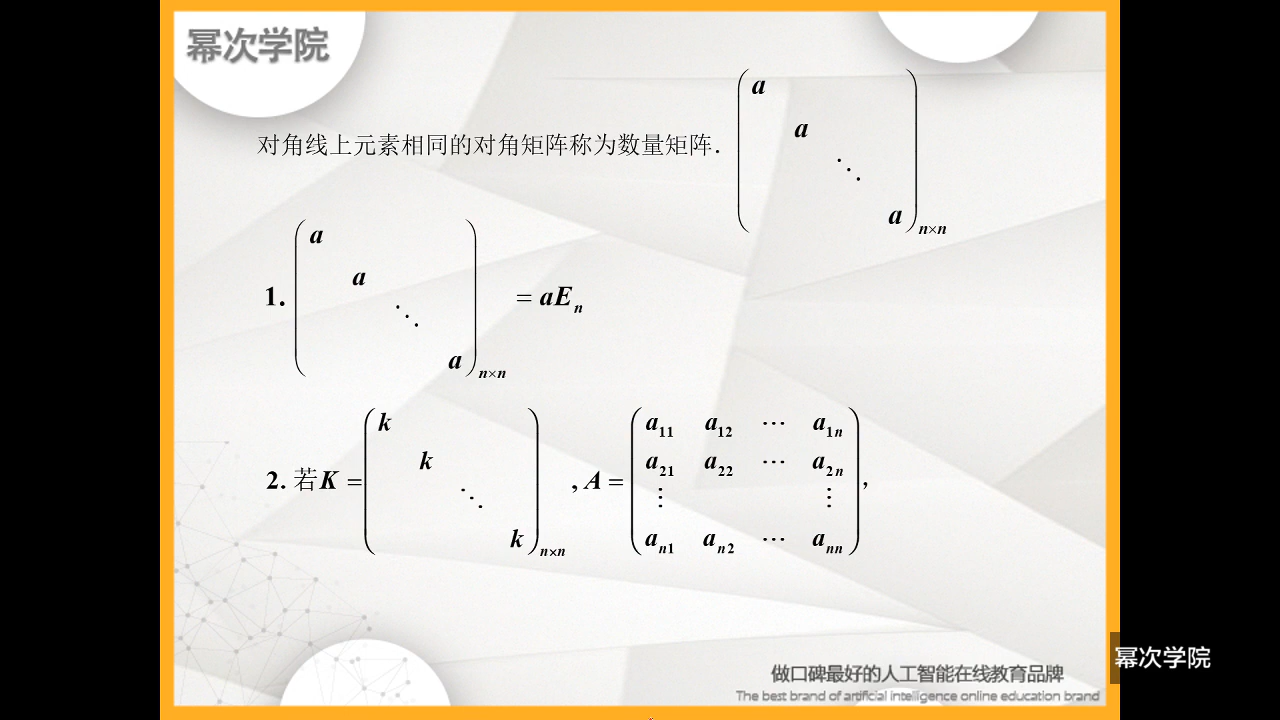 幂次学院
对角线上元素相同的对角矩阵称为数量矩阵.
a
a
⋱
a
n×n
1. a
a
⋱
a
n×n
= aEn
2. 若K =
k
k
⋱
k
n×n
, A =
a11 a12 ⋯ a1n
a21 a22 ⋯ a2n
⋮ ⋮
an1 an2 ⋯ ann
,
做口碑最好的人工智能在线教育品牌
The best brand of artificial intelligence online education brand
幂次学院